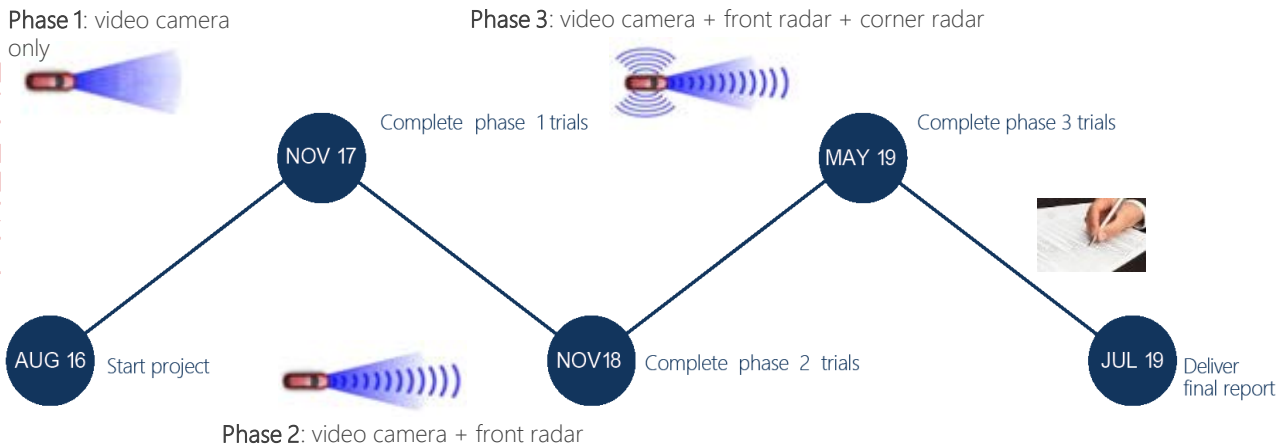 Phase 1: video camera
only
Phase 3: video camera + front radar + corner radar
NOV 17
Complete phase 1 trials
MAY 19
Complete phase 3 trials
AUG 16
Start project
NOV18
Complete phase 2 trials
JUL 19
Deliver
final report
Phase 2: video camera + front radar